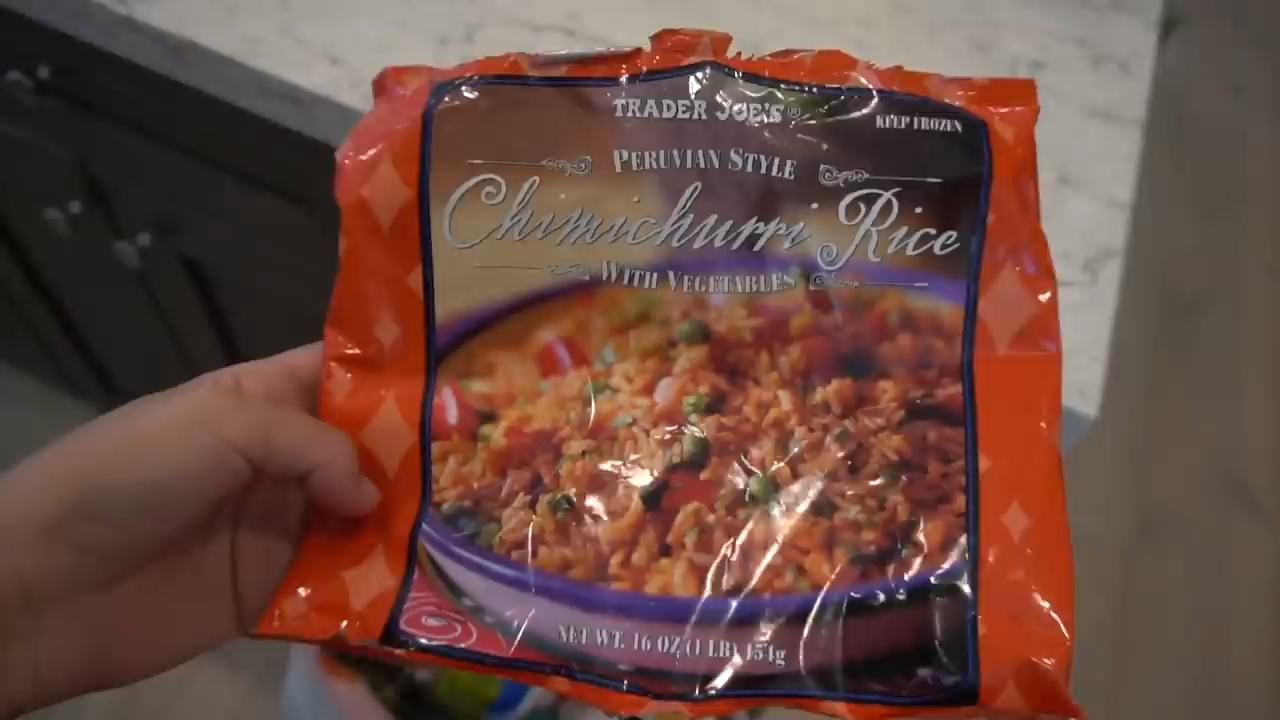 TRADER JOE'S®
KEEP FROZEN
PERUVIAN STYLE
Chimichurri Rice
WITH VEGETABLES
NET WT. 16 OZ (1 LB) 454g